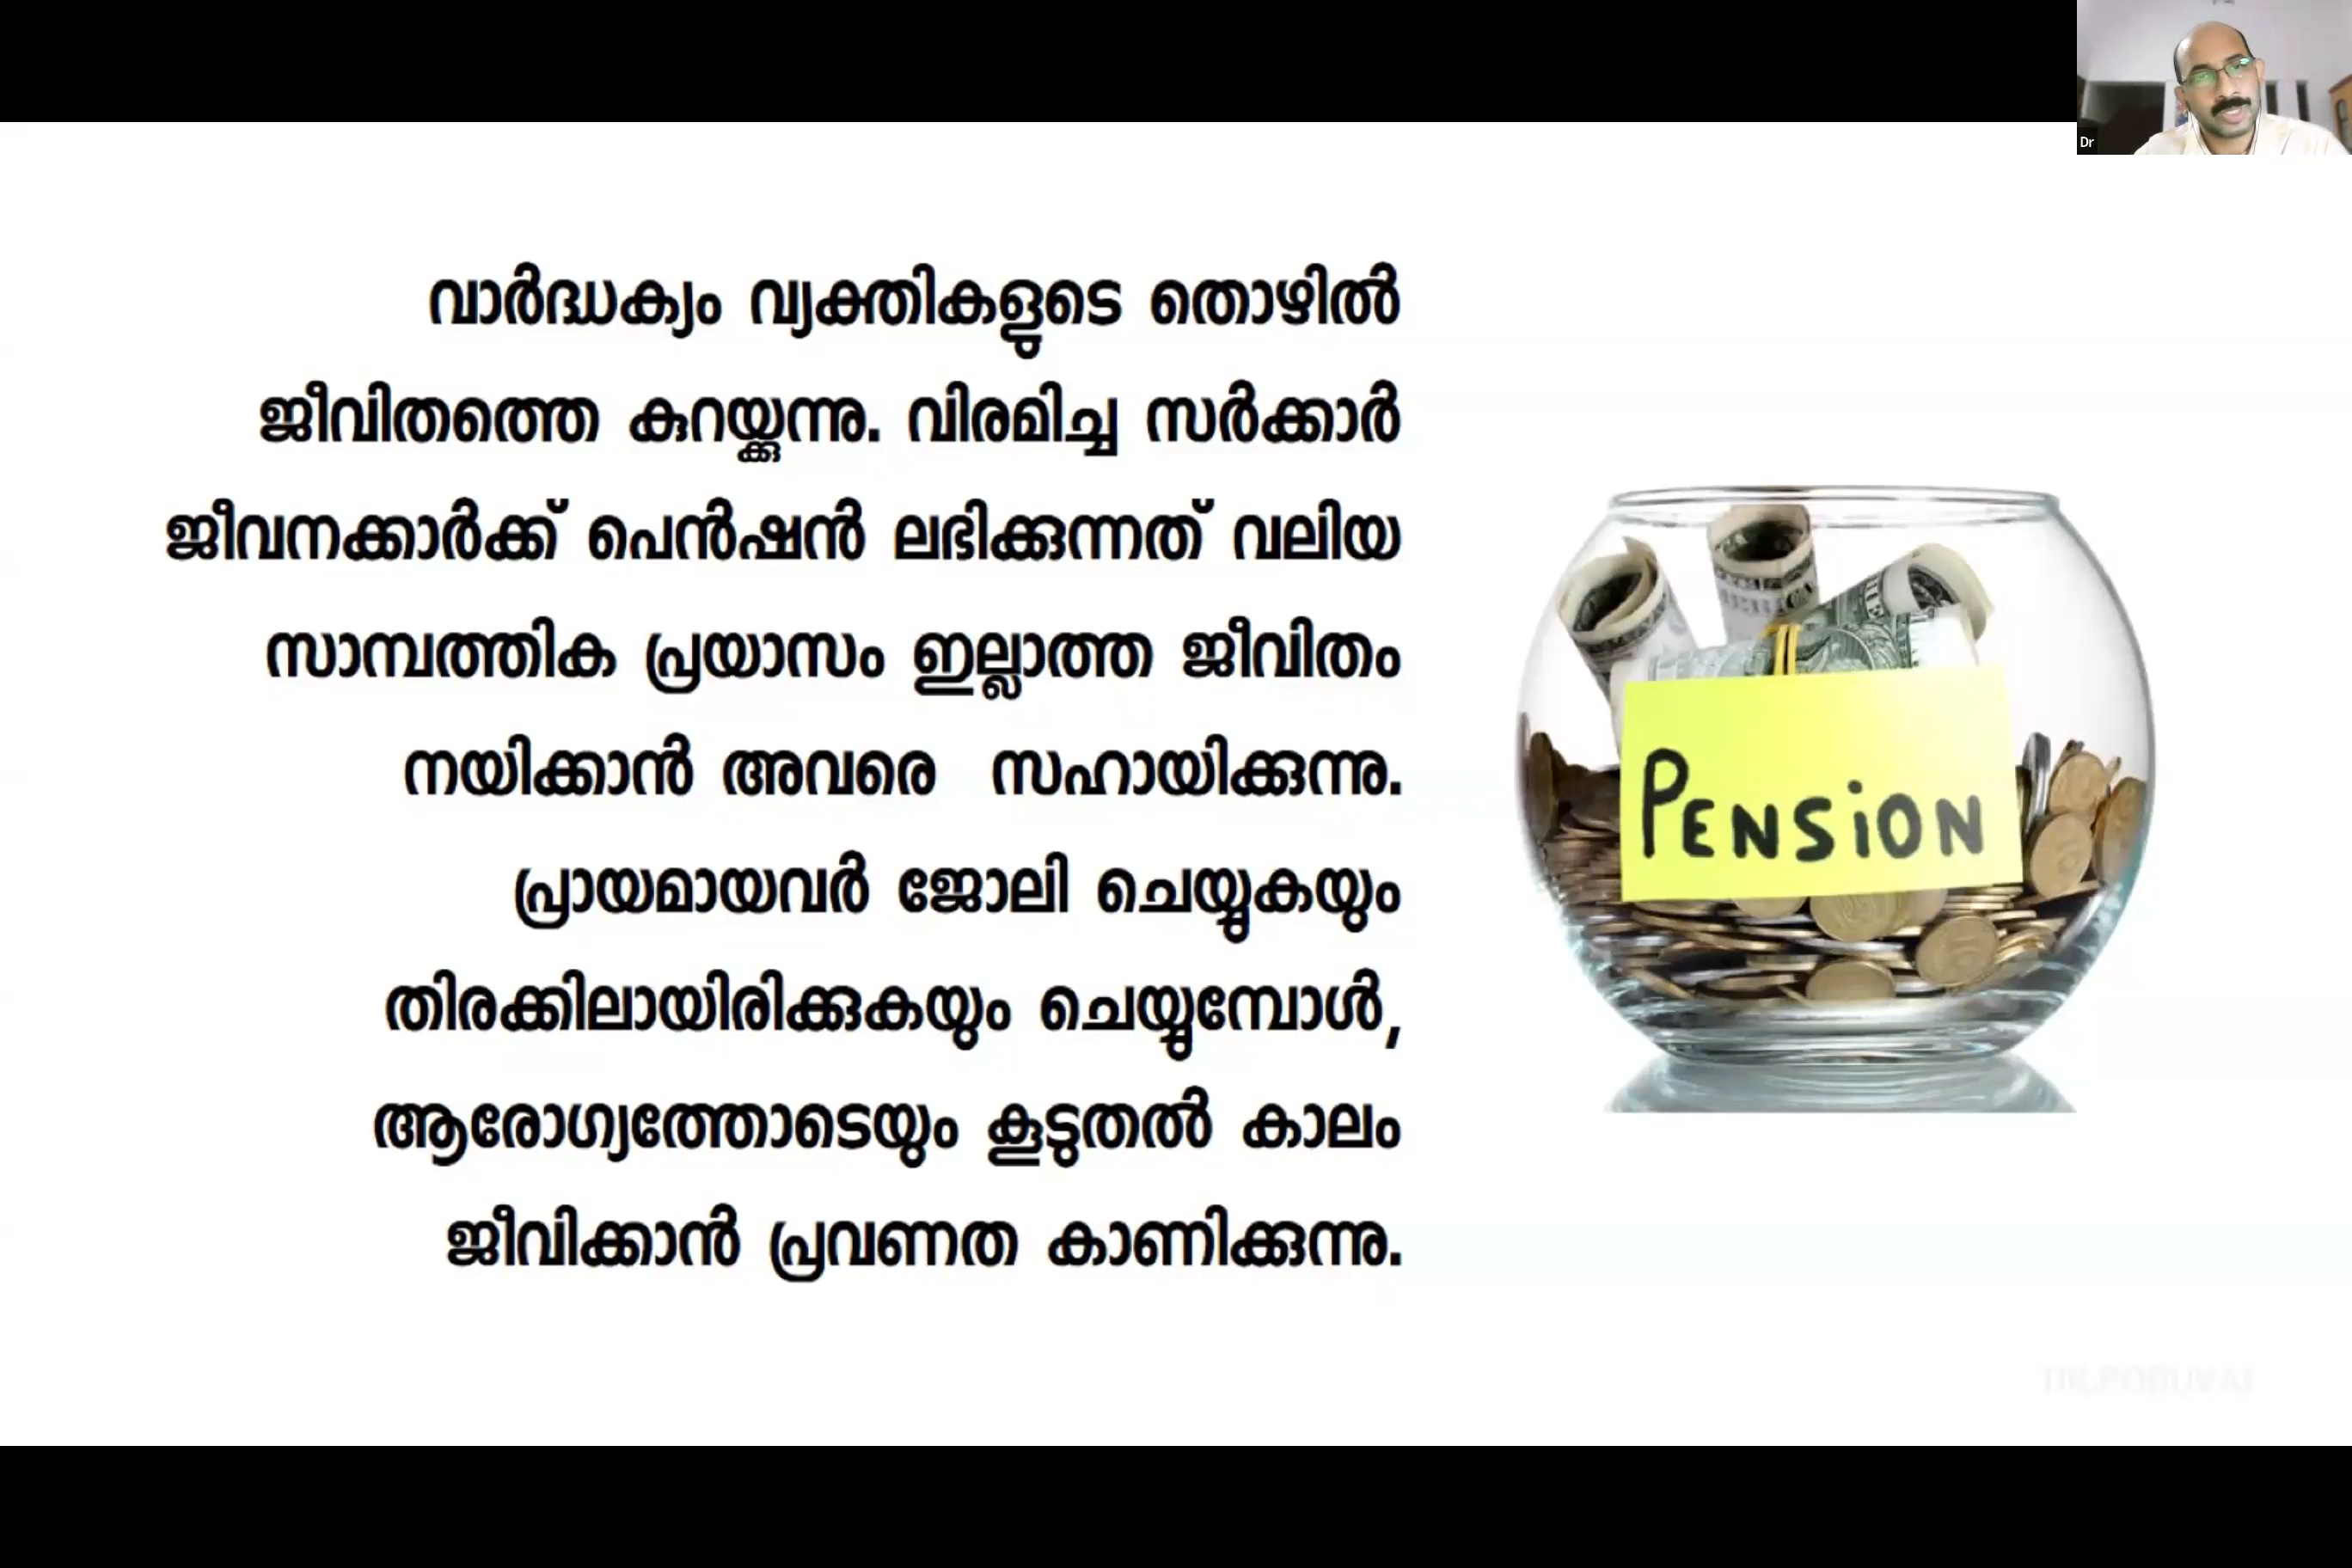 Dr
വാർദ്ധക്യം വ്യക്തികളുടെ തൊഴിൽ
ജീവിതത്തെ കുറയ്ക്കുന്നു. വിരമിച്ച സർക്കാർ
ജീവനക്കാർക്ക് പെൻഷൻ ലഭിക്കുന്നത് വലിയ
സാമ്പത്തിക പ്രയാസം ഇല്ലാത്ത ജീവിതം
നയിക്കാൻ അവരെ സഹായിക്കുന്നു.
പ്രായമായവർ ജോലി ചെയ്യുകയും
തിരക്കിലായിരിക്കുകയും ചെയ്യുമ്പോൾ,
ആരോഗ്യത്തോടെയും കൂടുതൽ കാലം
ജീവിക്കാൻ പ്രവണത കാണിക്കുന്നു.
PENSiON